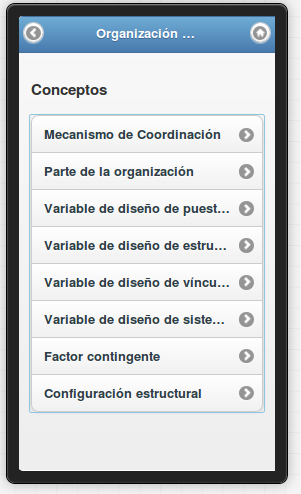 Organización ...
Conceptos
Mecanismo de Coordinación
Parte de la organización
Variable de diseño de puest...
Variable de diseño de estru...
Variable de diseño de víncu...
Variable de diseño de siste...
Factor contingente
Configuración estructural